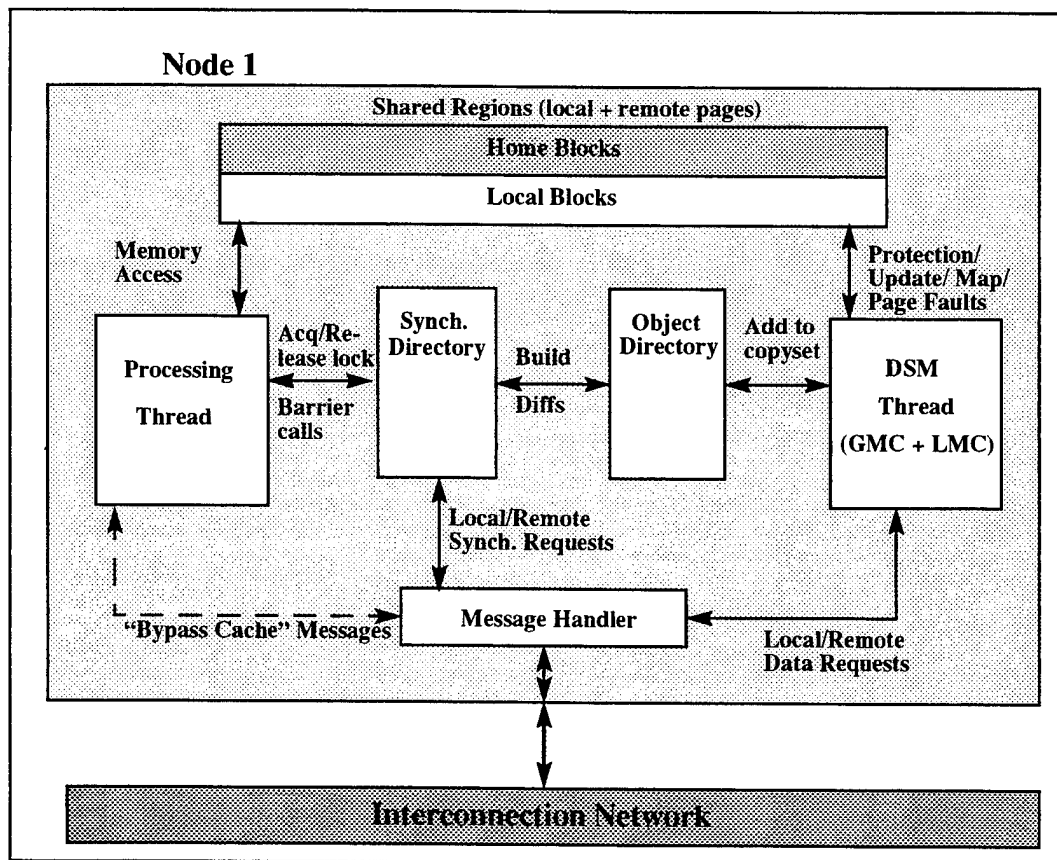 Node 1
Shared Regions (local + remote pages)
Home Blocks
Local Blocks
Memory
Access
Protection/
Update/ Map/
Page Faults
Processing
Thread
Acq/Re-
lease lock
Barrier
calls
Synch.
Directory
Build
Diffs
Object
Directory
Add to
copyset
DSM
Thread
(GMC + LMC)
Local/Remote
Synch. Requests
“Bypass Cache” Messages
Message Handler
Local/Remote
Data Requests
Interconnection Network